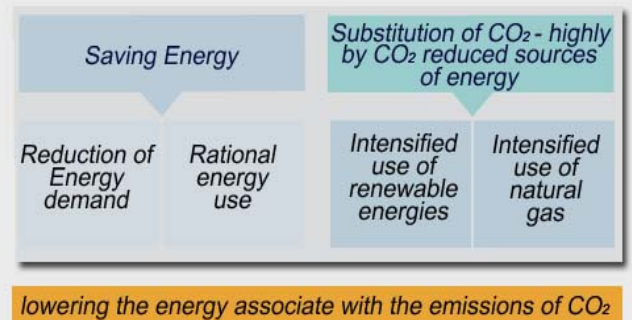 Saving Energy
Substitution of CO₂ - highly
by CO₂ reduced sources
of energy
Reduction of
Energy
demand
Rational
energy
use
Intensified
use of
renewable
energies
Intensified
use of
natural
gas
lowering the energy associate with the emissions of CO₂